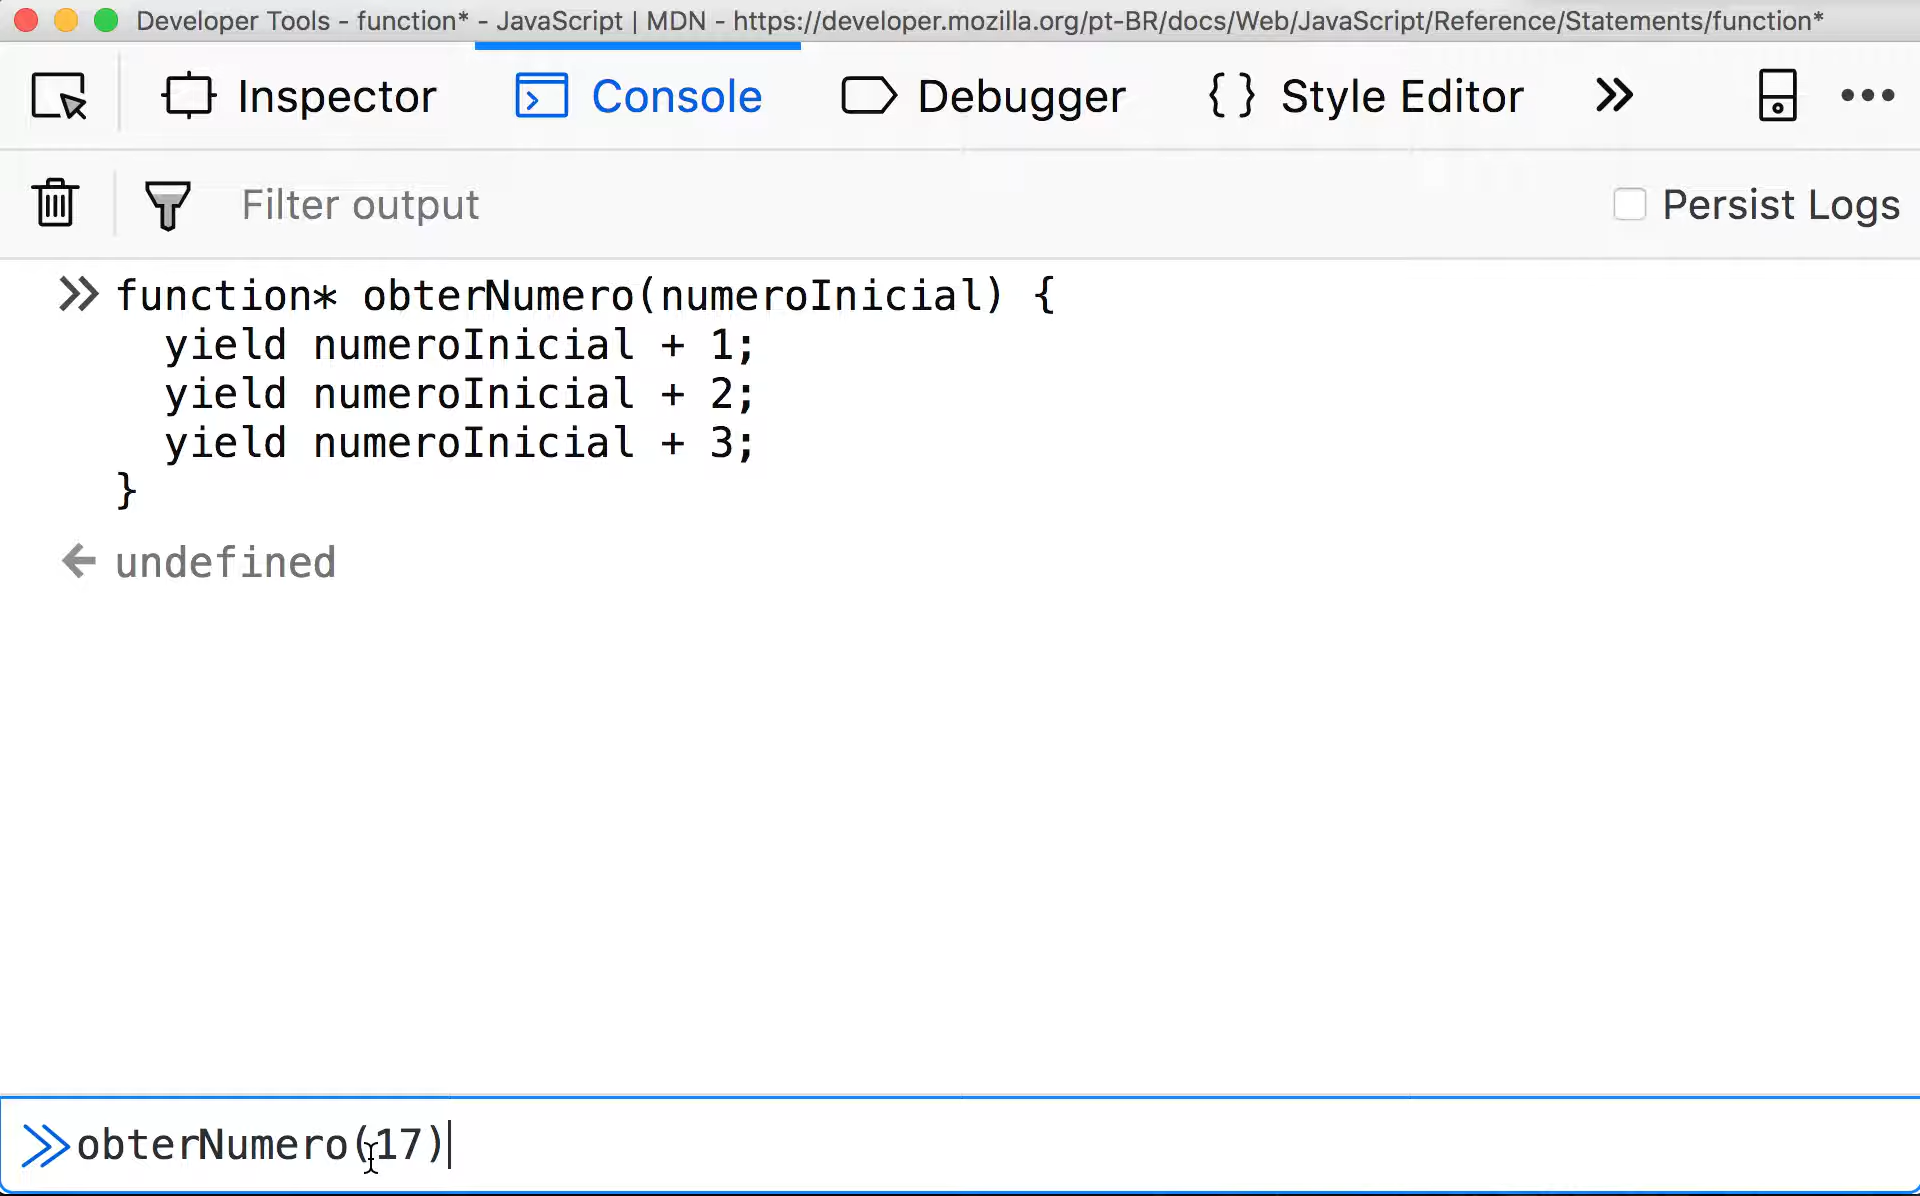 Developer Tools - function* - JavaScript | MDN - https://developer.mozilla.org/pt-BR/docs/Web/JavaScript/Reference/Statements/function*
Inspector Console Debugger { } Style Editor
Filter output Persist Logs
function* obterNumero(numeroInicial) {
  yield numeroInicial + 1;
  yield numeroInicial + 2;
  yield numeroInicial + 3;
}
undefined
obterNumero(17)